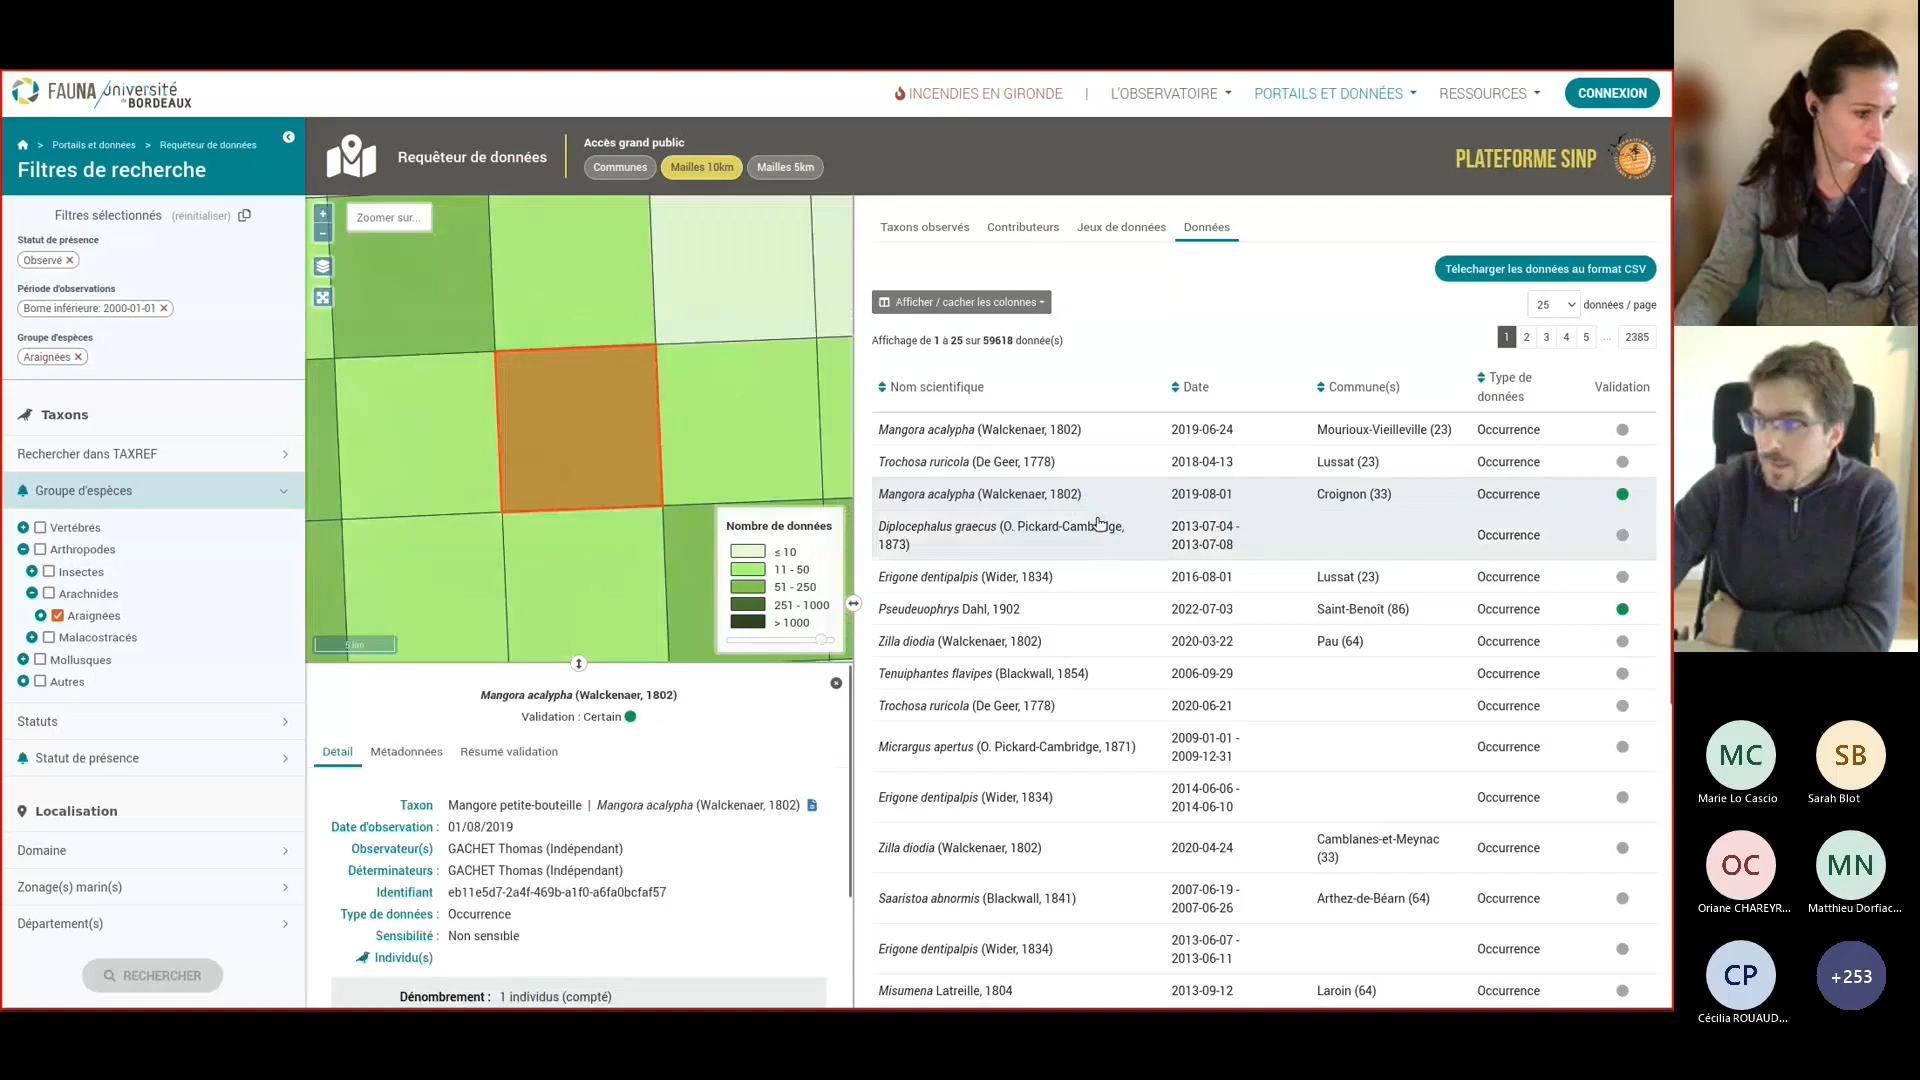 FAUNA université de BORDEAUX
INCENDIES EN GIRONDE | L'OBSERVATOIRE PORTAILS ET DONNÉES RESSOURCES CONNEXION
> Portails et données > Requêteur de données
Filtres de recherche
Filtres sélectionnés (réinitialiser)
Statut de présence
Observé ×
Période d'observations
Borne inférieure: 2000-01-01 ×
Groupe d'espèces
Araignées ×
Taxons
Rechercher dans TAXREF
Groupe d'espèces
Vertébrés
Arthropodes
Insectes
Arachnides
Araignées
Malacostracés
Mollusques
Autres
Statuts
Statut de présence
Localisation
Domaine
Zonage(s) marin(s)
Département(s)
RECHERCHER
Requêteur de données
Accès grand public
Communes Mailles 10km Mailles 5km
PLATEFORME SINP
+
−
Zoomer sur...
Nombre de données
≤ 10
11 - 50
51 - 250
251 - 1000
> 1000
5 km
Mangora acalypha (Walckenaer, 1802)
Validation : Certain
Détail Métadonnées Résumé validation
Taxon Mangore petite-bouteille | Mangora acalypha (Walckenaer, 1802)
Date d'observation : 01/08/2019
Observateur(s) GACHET Thomas (Indépendant)
Déterminateurs : GACHET Thomas (Indépendant)
Identifiant eb11e5d7-2a4f-469b-a1f0-a6fa0bcfaf57
Type de données : Occurrence
Sensibilité : Non sensible
Individu(s)
Dénombrement : 1 individus (compté)
Taxons observés Contributeurs Jeux de données Données
Télecharger les données au format CSV
Afficher / cacher les colonnes
25 données / page
Affichage de 1 à 25 sur 59618 donnée(s)
1 2 3 4 5 ... 2385
Nom scientifique Date Commune(s) Type de données Validation
Mangora acalypha (Walckenaer, 1802) 2019-06-24 Mourioux-Vieilleville (23) Occurrence
Trochosa ruricola (De Geer, 1778) 2018-04-13 Lussat (23) Occurrence
Mangora acalypha (Walckenaer, 1802) 2019-08-01 Croignon (33) Occurrence
Diplocephalus graecus (O. Pickard-Cambridge, 1873) 2013-07-04 - 2013-07-08 Occurrence
Erigone dentipalpis (Wider, 1834) 2016-08-01 Lussat (23) Occurrence
Pseudeuophrys Dahl, 1902 2022-07-03 Saint-Benoît (86) Occurrence
Zilla diodia (Walckenaer, 1802) 2020-03-22 Pau (64) Occurrence
Tenuiphantes flavipes (Blackwall, 1854) 2006-09-29 Occurrence
Trochosa ruricola (De Geer, 1778) 2020-06-21 Occurrence
Micrargus apertus (O. Pickard-Cambridge, 1871) 2009-01-01 - 2009-12-31 Occurrence
Erigone dentipalpis (Wider, 1834) 2014-06-06 - 2014-06-10 Occurrence
Zilla diodia (Walckenaer, 1802) 2020-04-24 Camblanes-et-Meynac (33) Occurrence
Saaristoa abnormis (Blackwall, 1841) 2007-06-19 - 2007-06-26 Arthez-de-Béarn (64) Occurrence
Erigone dentipalpis (Wider, 1834) 2013-06-07 - 2013-06-11 Occurrence
Misumena Latreille, 1804 2013-09-12 Laroin (64) Occurrence
MC SB
Marie Lo Cascio Sarah Blot
OC MN
Oriane CHAREYR... Matthieu Dorfiac...
CP +253
Cécilia ROUAUD...